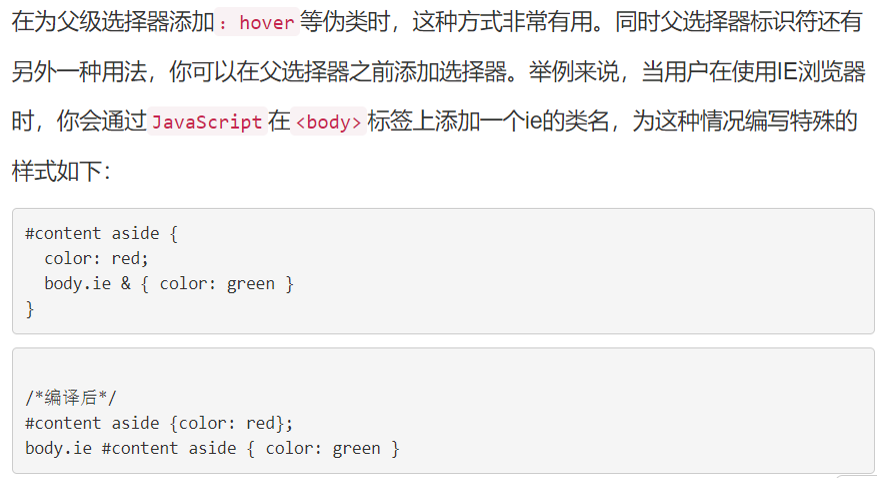 在为父级选择器添加: hover等伪类时，这种方式非常有用。同时父选择器标识符还有
另外一种用法，你可以在父选择器之前添加选择器。举例来说，当用户在使用IE浏览器
时，你会通过JavaScript在<body>标签上添加一个ie的类名，为这种情况编写特殊的
样式如下：
#content aside {
  color: red;
  body.ie & { color: green }
}
/*编译后*/
#content aside {color: red};
body.ie #content aside { color: green }